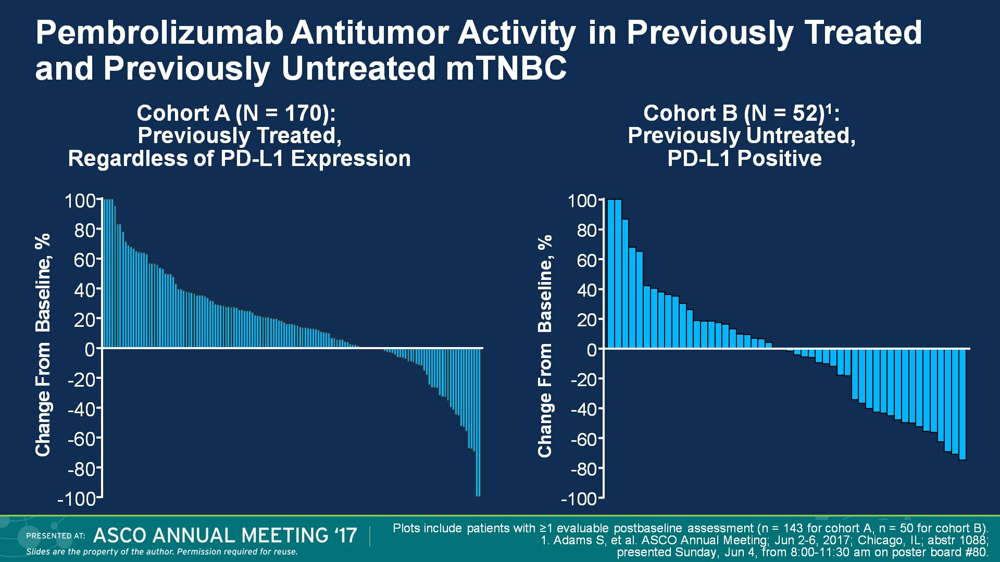 Pembrolizumab Antitumor Activity in Previously Treated
and Previously Untreated mTNBC
Cohort A (N = 170):
Previously Treated,
Regardless of PD-L1 Expression
Change From Baseline, %
100
80
60
40
20
0
-20
-40
-60
-80
-100
Cohort B (N = 52)¹:
Previously Untreated,
PD-L1 Positive
Change From Baseline, %
100
80
60
40
20
0
-20
-40
-60
-80
-100
PRESENTED AT: ASCO ANNUAL MEETING ‘17
Slides are the property of the author. Permission required for reuse.
Plots include patients with ≥1 evaluable postbaseline assessment (n = 143 for cohort A, n = 50 for cohort B).
1. Adams S, et al. ASCO Annual Meeting; Jun 2-6, 2017; Chicago, IL; abstr 1088;
presented Sunday, Jun 4, from 8:00-11:30 am on poster board #80.